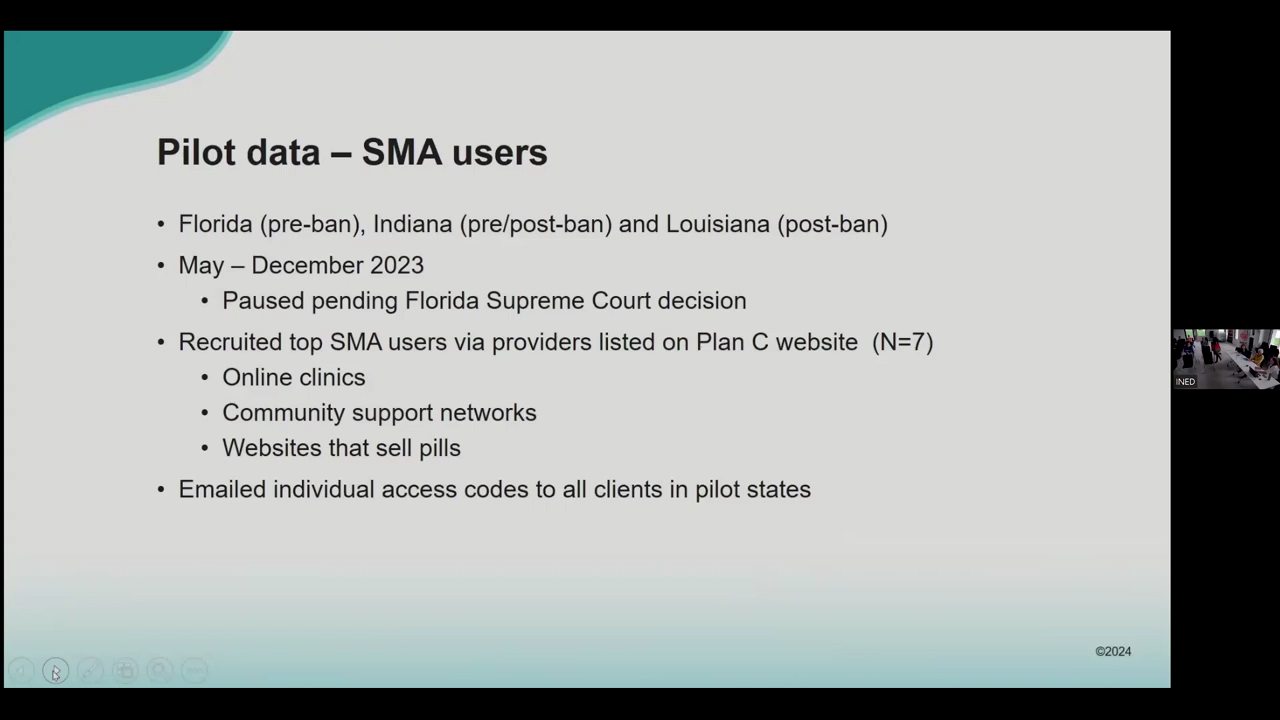 Pilot data – SMA users
• Florida (pre-ban), Indiana (pre/post-ban) and Louisiana (post-ban)
• May – December 2023
• Paused pending Florida Supreme Court decision
• Recruited top SMA users via providers listed on Plan C website (N=7)
• Online clinics
• Community support networks
• Websites that sell pills
• Emailed individual access codes to all clients in pilot states
INED
©2024